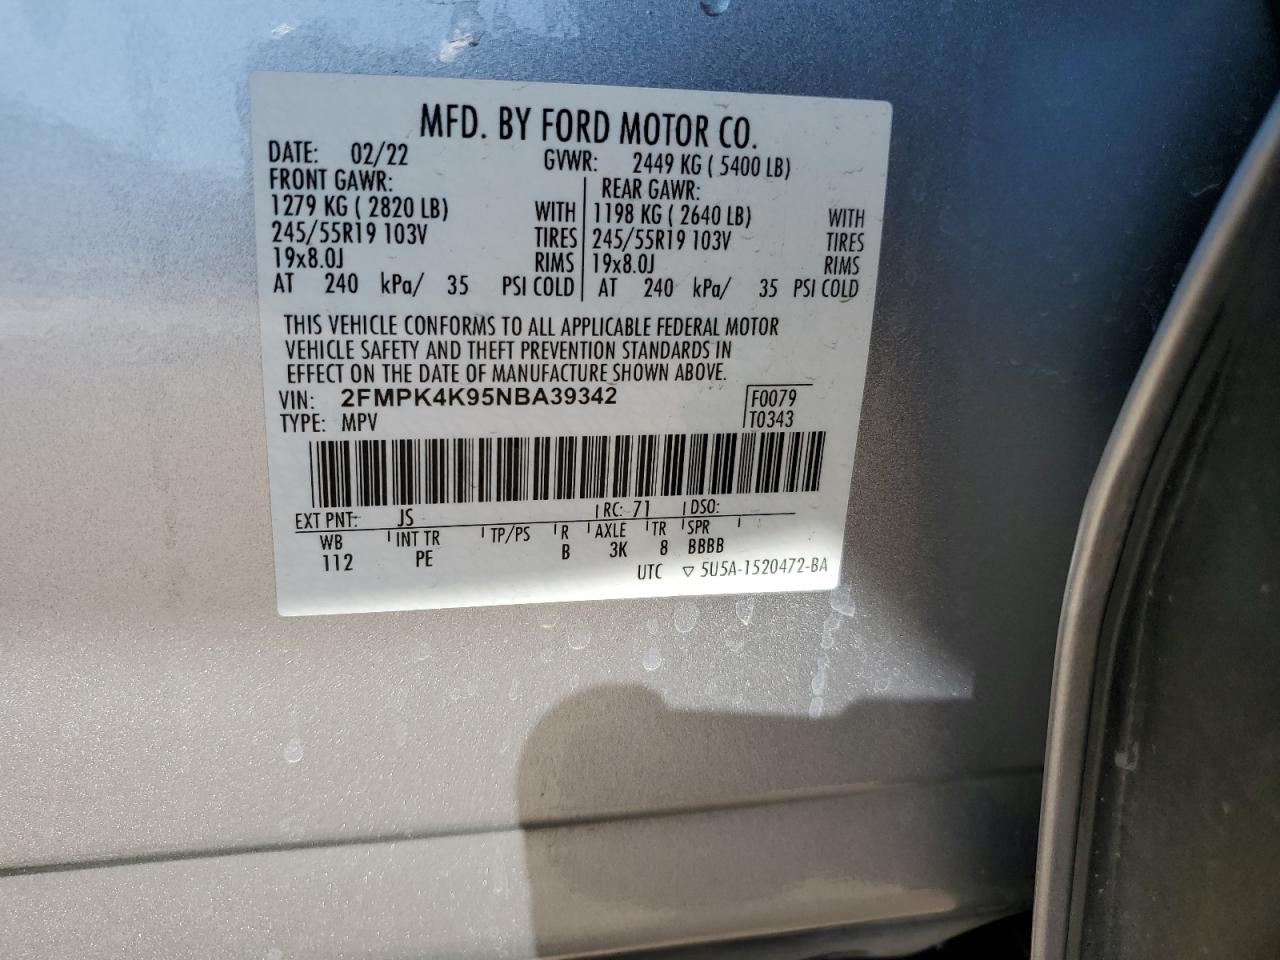 MFD. BY FORD MOTOR CO.
DATE: 02/22 GVWR: 2449 KG ( 5400 LB)
FRONT GAWR: REAR GAWR:
1279 KG ( 2820 LB) WITH 1198 KG ( 2640 LB) WITH
245/55R19 103V TIRES 245/55R19 103V TIRES
19x8.0J RIMS 19x8.0J RIMS
AT 240 kPa/ 35 PSI COLD AT 240 kPa/ 35 PSI COLD
THIS VEHICLE CONFORMS TO ALL APPLICABLE FEDERAL MOTOR
VEHICLE SAFETY AND THEFT PREVENTION STANDARDS IN
EFFECT ON THE DATE OF MANUFACTURE SHOWN ABOVE.
VIN: 2FMPK4K95NBA39342 F0079
TYPE: MPV T0343
EXT PNT: JS RC: 71 DSO:
WB INT TR TP/PS R AXLE TR SPR
112 PE B 3K 8 BBBB
UTC ▽ 5U5A-1520472-BA